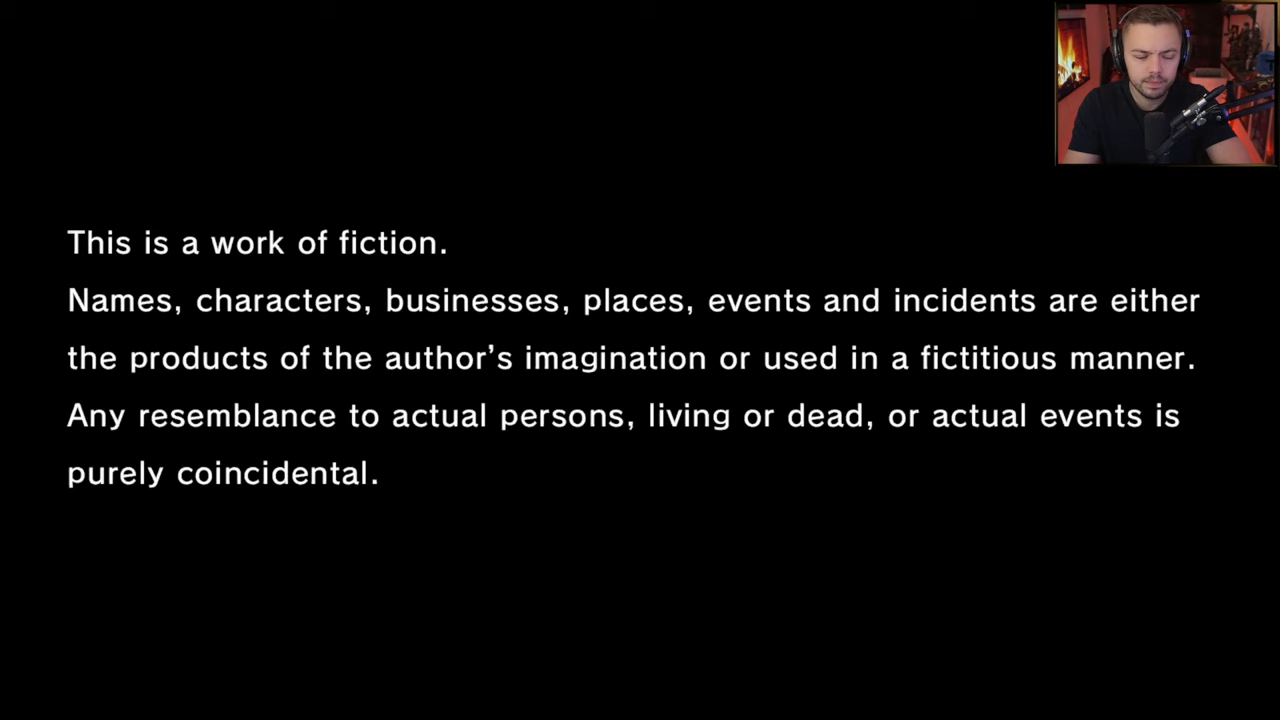 This is a work of fiction.
Names, characters, businesses, places, events and incidents are either
the products of the author’s imagination or used in a fictitious manner.
Any resemblance to actual persons, living or dead, or actual events is
purely coincidental.